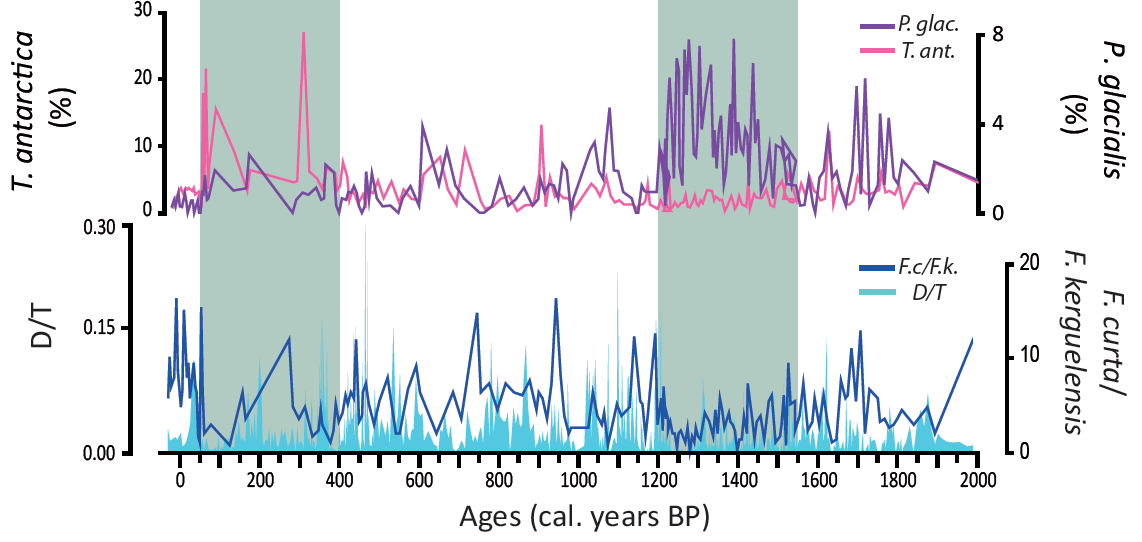 T. antarctica
(%)
30
20
10
0
P. glac.
T. ant.
8
4
0
P. glacialis
(%)
D/T
0.30
0.15
0.00
F.c/F.k.
D/T
20
10
0
F. curta/
F. kerguelensis
0 200 400 600 800 1000 1200 1400 1600 1800 2000
Ages (cal. years BP)